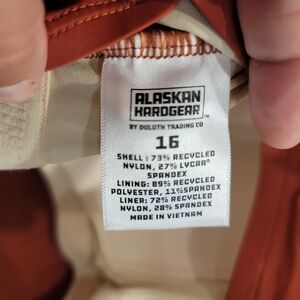 ALASKAN
HARDGEAR™
BY DULUTH TRADING CO
16
SHELL : 73% RECYCLED
NYLON, 27% LYCRA®
SPANDEX
LINING: 89% RECYCLED
POLYESTER, 11%SPANDEX
LINER: 72% RECYCLED
NYLON, 28% SPANDEX
MADE IN VIETNAM